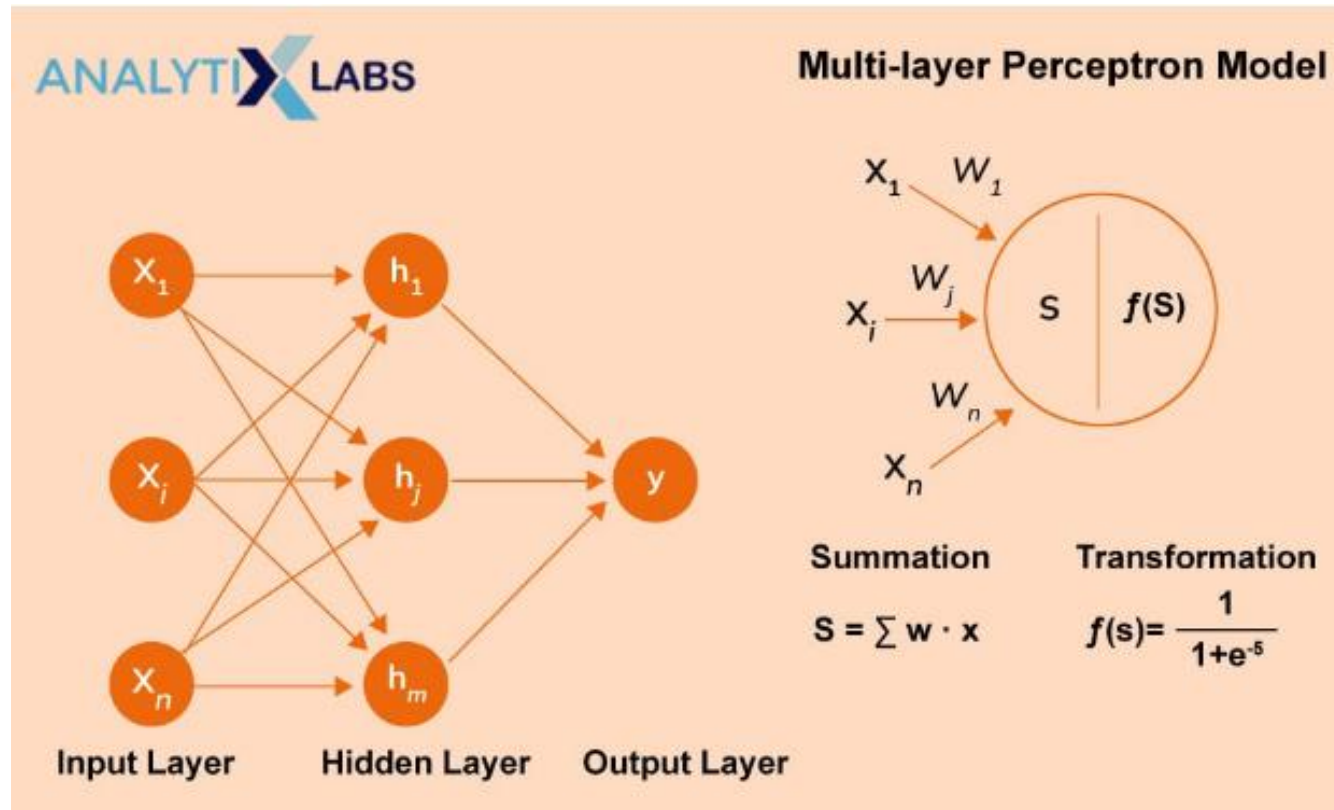 ANALYTIX LABS
Multi-layer Perceptron Model
X₁
Xᵢ
Xₙ
h₁
hⱼ
hₘ
y
Input Layer
Hidden Layer
Output Layer
X₁ W₁
Xᵢ Wⱼ
Xₙ Wₙ
S
f(S)
Summation
S = ∑ w · x
Transformation
f(s)= 1
1+e⁻⁵